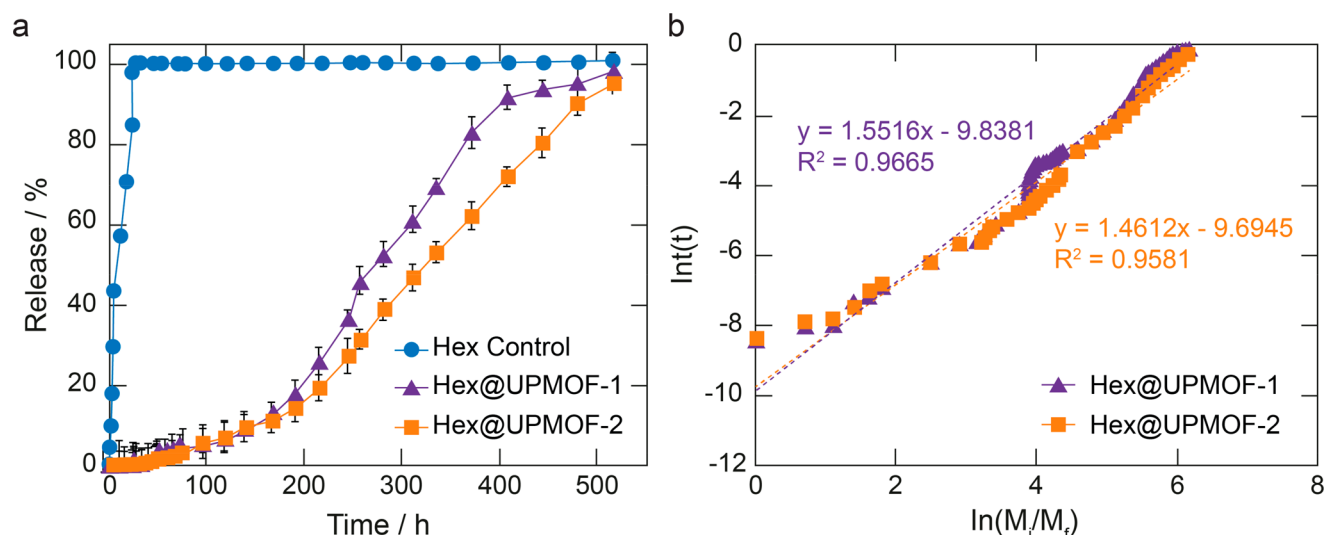 a
Release / %
100
80
60
40
20
0
Hex Control
Hex@UPMOF-1
Hex@UPMOF-2
0 100 200 300 400 500
Time / h
b
Int(t)
0
-2
-4
-6
-8
-10
-12
y = 1.5516x - 9.8381
R² = 0.9665
y = 1.4612x - 9.6945
R² = 0.9581
Hex@UPMOF-1
Hex@UPMOF-2
0 2 4 6 8
ln(Mᵢ/M_f)